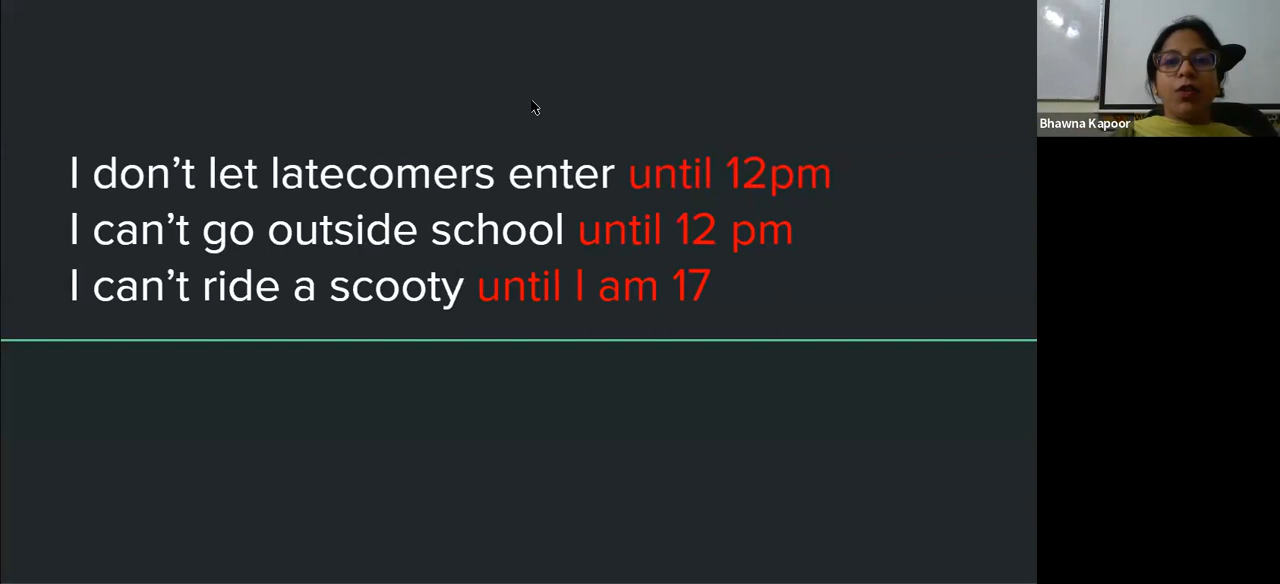 I don’t let latecomers enter until 12pm
I can’t go outside school until 12 pm
I can’t ride a scooty until I am 17
Bhawna Kapoor